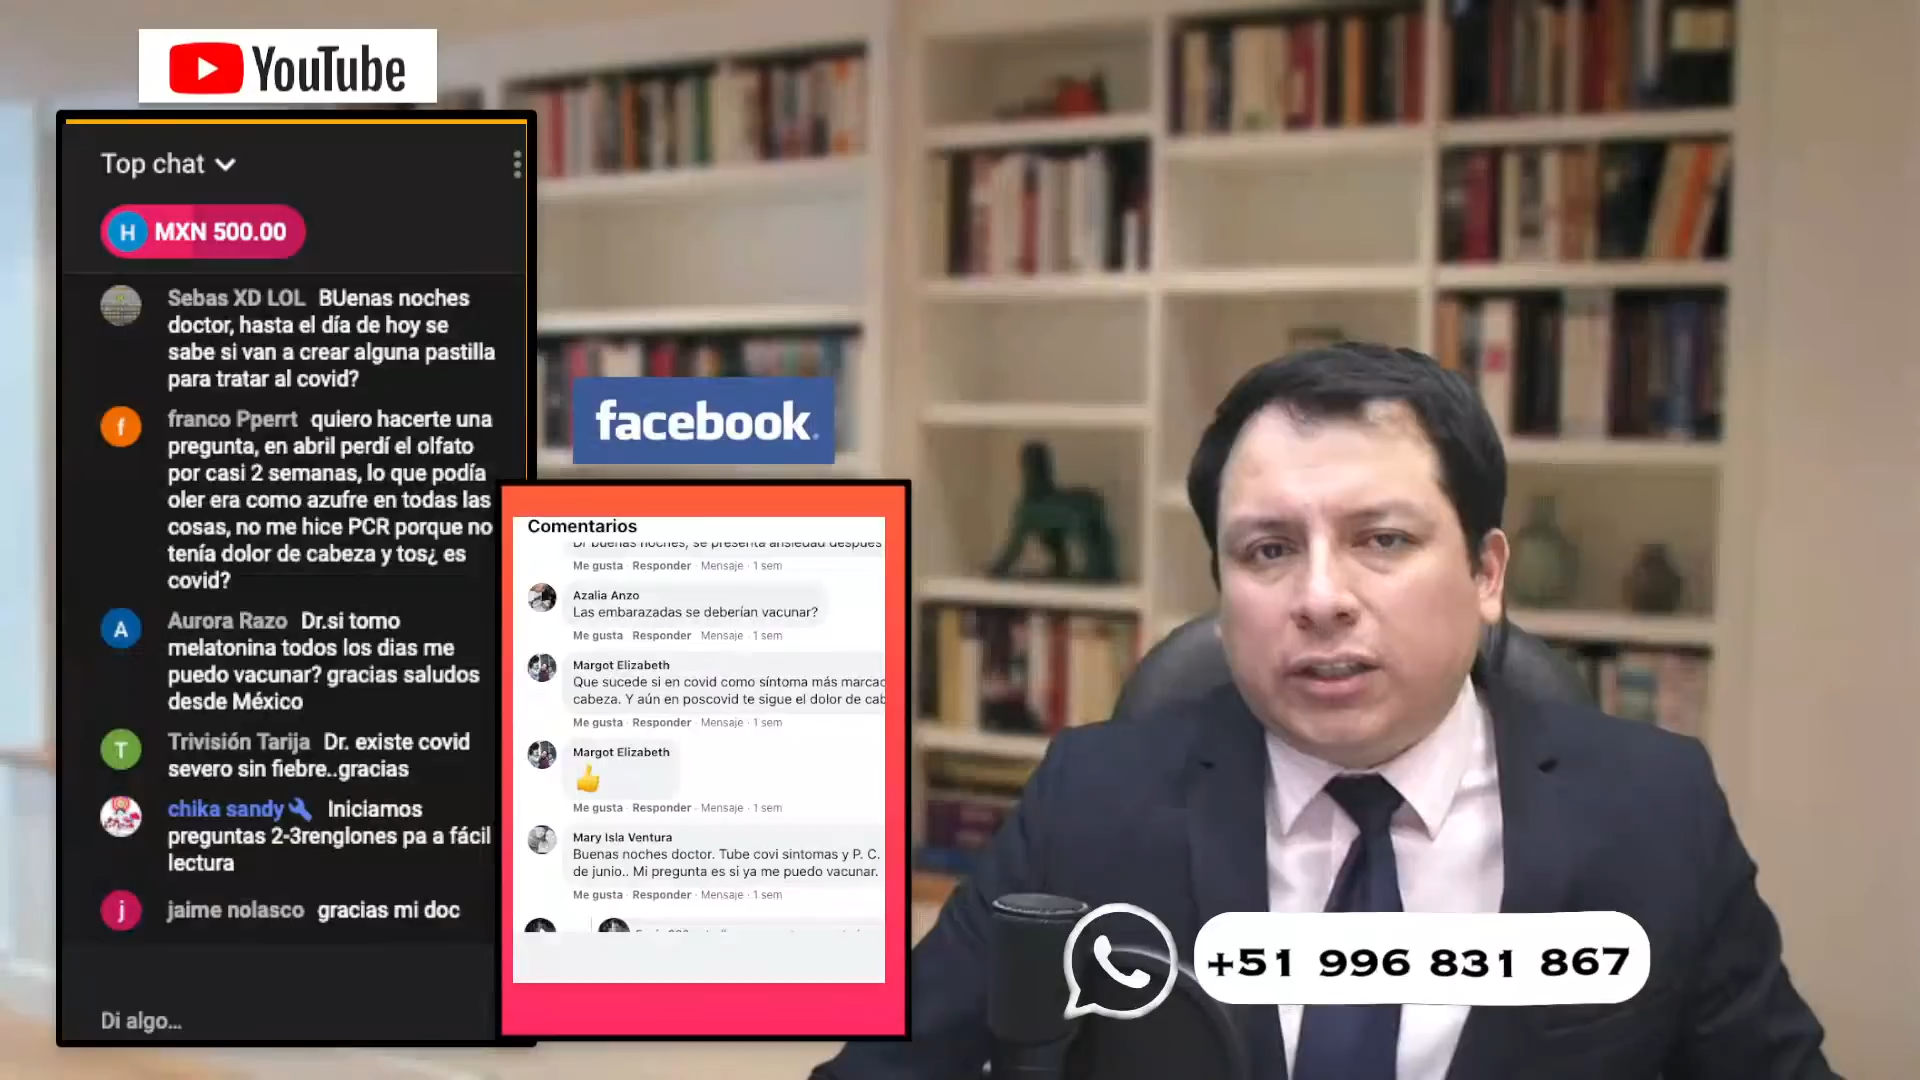 YouTube
Top chat
H MXN 500.00
Sebas XD LOL BUenas noches
doctor, hasta el día de hoy se
sabe si van a crear alguna pastilla
para tratar al covid?
f
franco Pperrt quiero hacerte una
pregunta, en abril perdí el olfato
por casi 2 semanas, lo que podía
oler era como azufre en todas las
cosas, no me hice PCR porque no
tenía dolor de cabeza y tos¿ es
covid?
A
Aurora Razo Dr.si tomo
melatonina todos los dias me
puedo vacunar? gracias saludos
desde México
T
Trivisión Tarija Dr. existe covid
severo sin fiebre..gracias
chika sandy Iniciamos
preguntas 2-3renglones pa a fácil
lectura
j
jaime nolasco gracias mi doc
Di algo...
facebook
Comentarios
Dr buenas noches, se presenta ansiedad despues
Me gusta · Responder · Mensaje · 1 sem
Azalia Anzo
Las embarazadas se deberían vacunar?
Me gusta · Responder · Mensaje · 1 sem
Margot Elizabeth
Que sucede si en covid como síntoma más marcad
cabeza. Y aún en poscovid te sigue el dolor de cab
Me gusta · Responder · Mensaje · 1 sem
Margot Elizabeth
Me gusta · Responder · Mensaje · 1 sem
Mary Isla Ventura
Buenas noches doctor. Tube covi sintomas y P. C.
de junio.. Mi pregunta es si ya me puedo vacunar.
Me gusta · Responder · Mensaje · 1 sem
+51 996 831 867